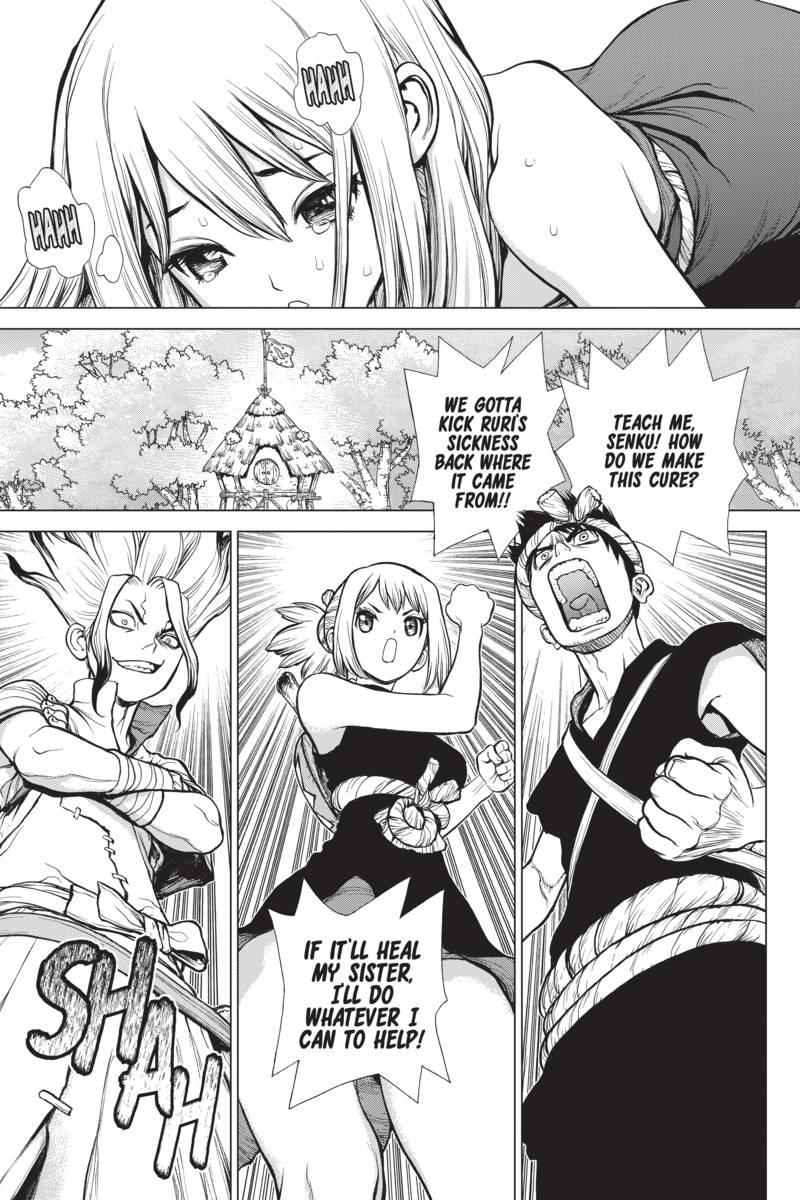 HAHH
HAHH
TEACH ME,
SENKU! HOW
DO WE MAKE
THIS CURE?
WE GOTTA
KICK RURI'S
SICKNESS
BACK WHERE
IT CAME
FROM!!
IF IT'LL HEAL
MY SISTER,
I'LL DO
WHATEVER I
CAN TO HELP!
SHAH
SHAH